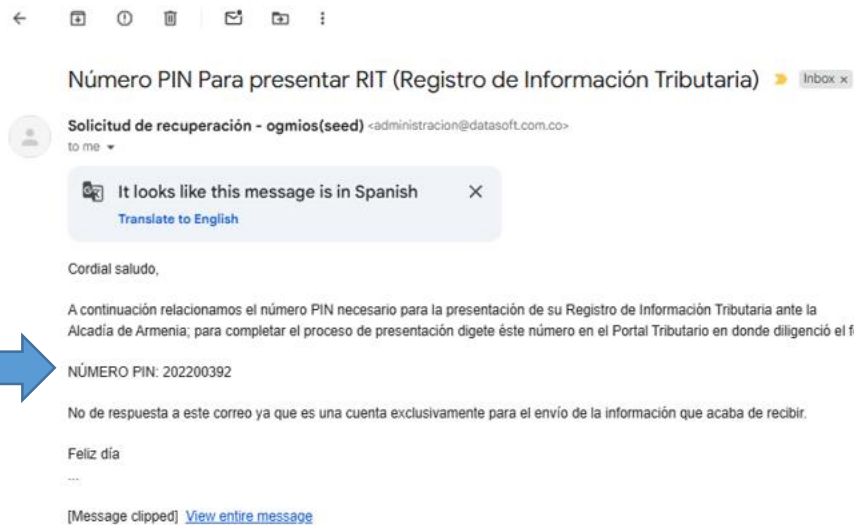 Número PIN Para presentar RIT (Registro de Información Tributaria) Inbox x
Solicitud de recuperación - ogmios(seed) <administracion@datasoft.com.co>
to me
It looks like this message is in Spanish
Translate to English
Cordial saludo,
A continuación relacionamos el número PIN necesario para la presentación de su Registro de Información Tributaria ante la
Alcadía de Armenia; para completar el proceso de presentación digete éste número en el Portal Tributario en donde diligenció el
NÚMERO PIN: 202200392
No de respuesta a este correo ya que es una cuenta exclusivamente para el envío de la información que acaba de recibir.
Feliz día
...
[Message clipped] View entire message